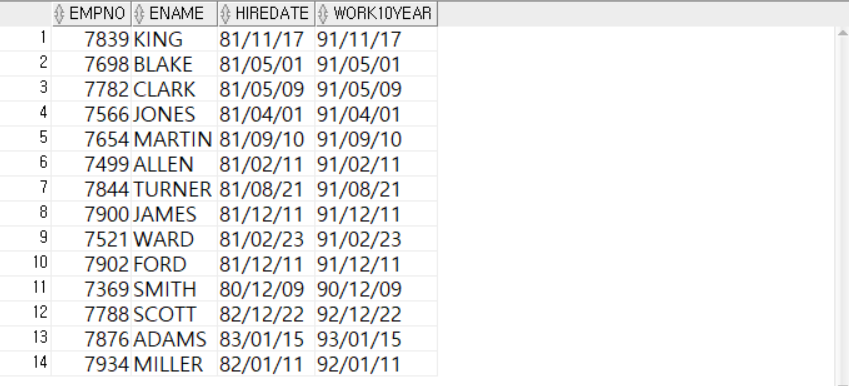 EMPNO ENAME HIREDATE WORK10YEAR
1 7839 KING 81/11/17 91/11/17
2 7698 BLAKE 81/05/01 91/05/01
3 7782 CLARK 81/05/09 91/05/09
4 7566 JONES 81/04/01 91/04/01
5 7654 MARTIN 81/09/10 91/09/10
6 7499 ALLEN 81/02/11 91/02/11
7 7844 TURNER 81/08/21 91/08/21
8 7900 JAMES 81/12/11 91/12/11
9 7521 WARD 81/02/23 91/02/23
10 7902 FORD 81/12/11 91/12/11
11 7369 SMITH 80/12/09 90/12/09
12 7788 SCOTT 82/12/22 92/12/22
13 7876 ADAMS 83/01/15 93/01/15
14 7934 MILLER 82/01/11 92/01/11